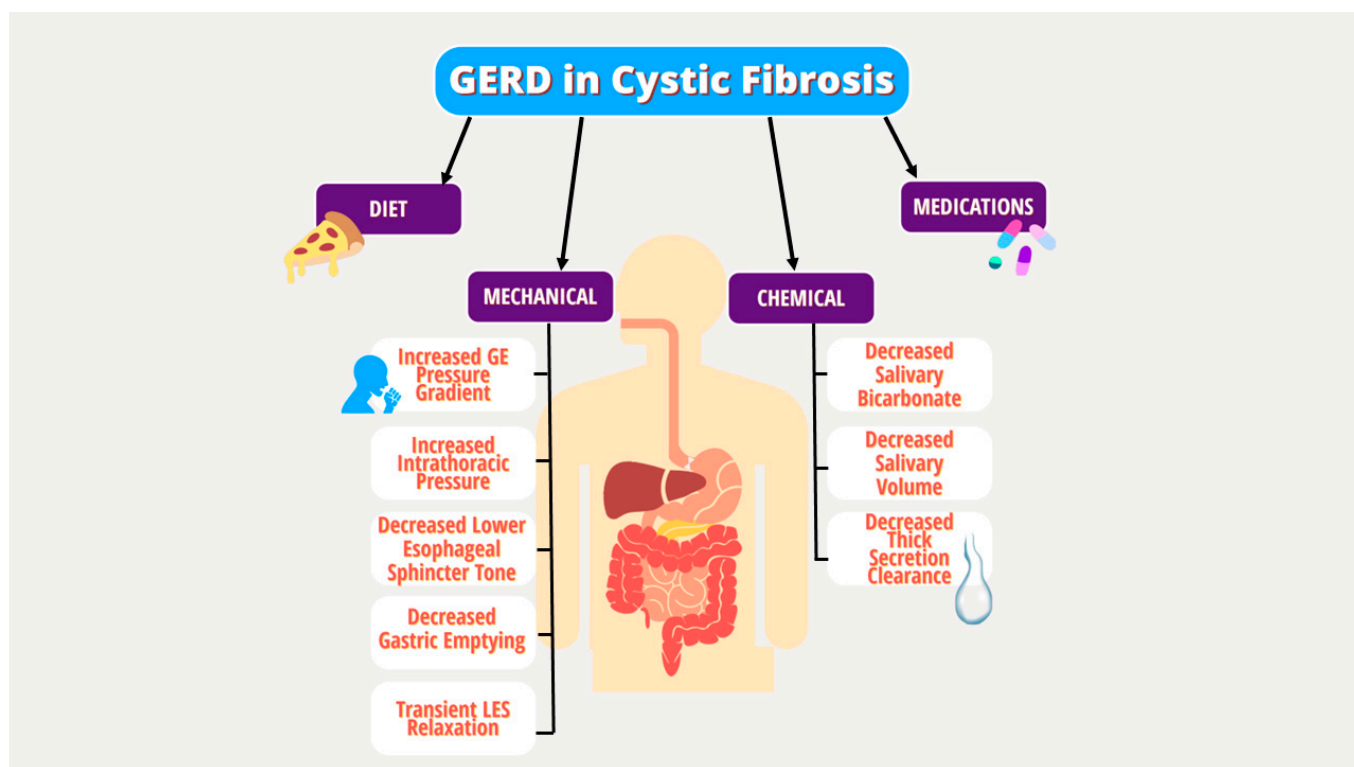 GERD in Cystic Fibrosis
DIET
MEDICATIONS
MECHANICAL
CHEMICAL
Increased GE
Pressure
Gradient
Increased
Intrathoracic
Pressure
Decreased Lower
Esophageal
Sphincter Tone
Decreased
Gastric Emptying
Transient LES
Relaxation
Decreased
Salivary
Bicarbonate
Decreased
Salivary
Volume
Decreased
Thick
Secretion
Clearance